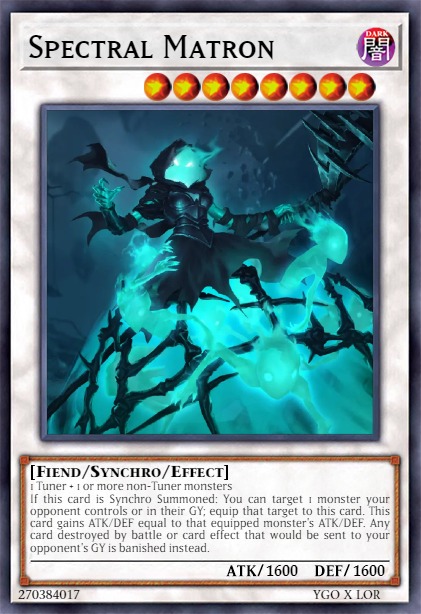 Spectral Matron
DARK
闇
[Fiend/Synchro/Effect]
1 Tuner + 1 or more non-Tuner monsters
If this card is Synchro Summoned: You can target 1 monster your
opponent controls or in their GY; equip that target to this card. This
card gains ATK/DEF equal to that equipped monster's ATK/DEF. Any
card destroyed by battle or card effect that would be sent to your
opponent's GY is banished instead.
ATK/1600 DEF/1600
270384017 YGO X LOR